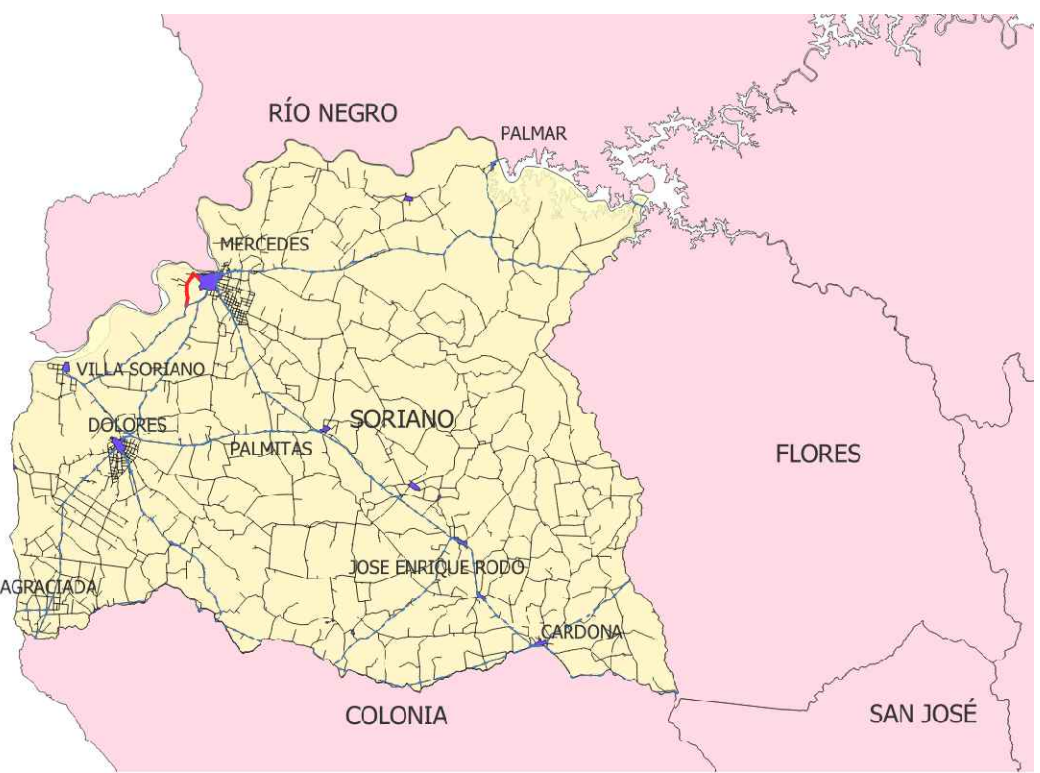 RÍO NEGRO
PALMAR
MERCEDES
VILLA SORIANO
DOLORES
SORIANO
PALMITAS
FLORES
JOSE ENRIQUE RODO
AGRACIADA
CARDONA
COLONIA
SAN JOSÉ